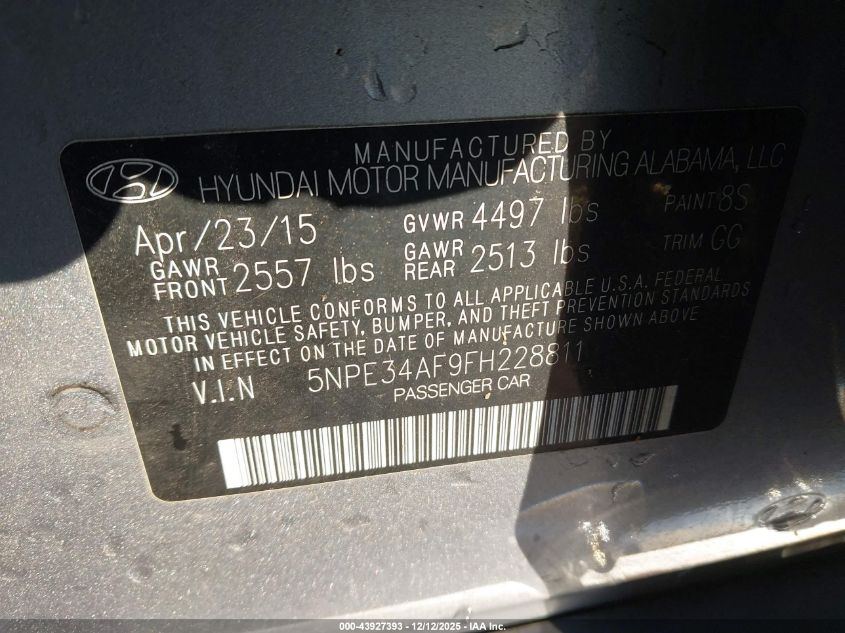 MANUFACTURED BY
HYUNDAI MOTOR MANUFACTURING ALABAMA, LLC
Apr/23/15 GVWR 4497 lbs PAINT 8S
GAWR FRONT 2557 lbs GAWR REAR 2513 lbs TRIM GG
THIS VEHICLE CONFORMS TO ALL APPLICABLE U.S.A. FEDERAL
MOTOR VEHICLE SAFETY, BUMPER, AND THEFT PREVENTION STANDARDS
IN EFFECT ON THE DATE OF MANUFACTURE SHOWN ABOVE
V.I.N 5NPE34AF9FH228811
PASSENGER CAR
000-43927393 - 12/12/2025 - IAA Inc.